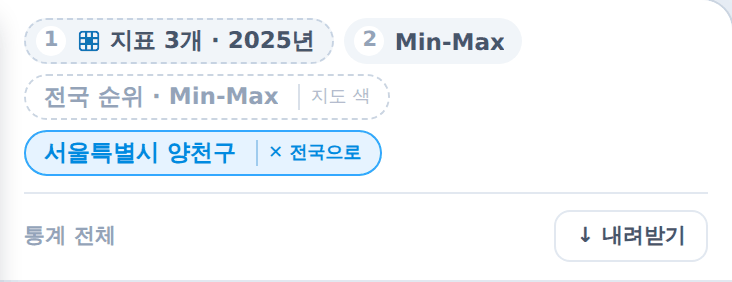 1 지표 3개 · 2025년 2 Min-Max
전국 순위 · Min-Max 지도 색
서울특별시 양천구 × 전국으로
통계 전체 ↓ 내려받기